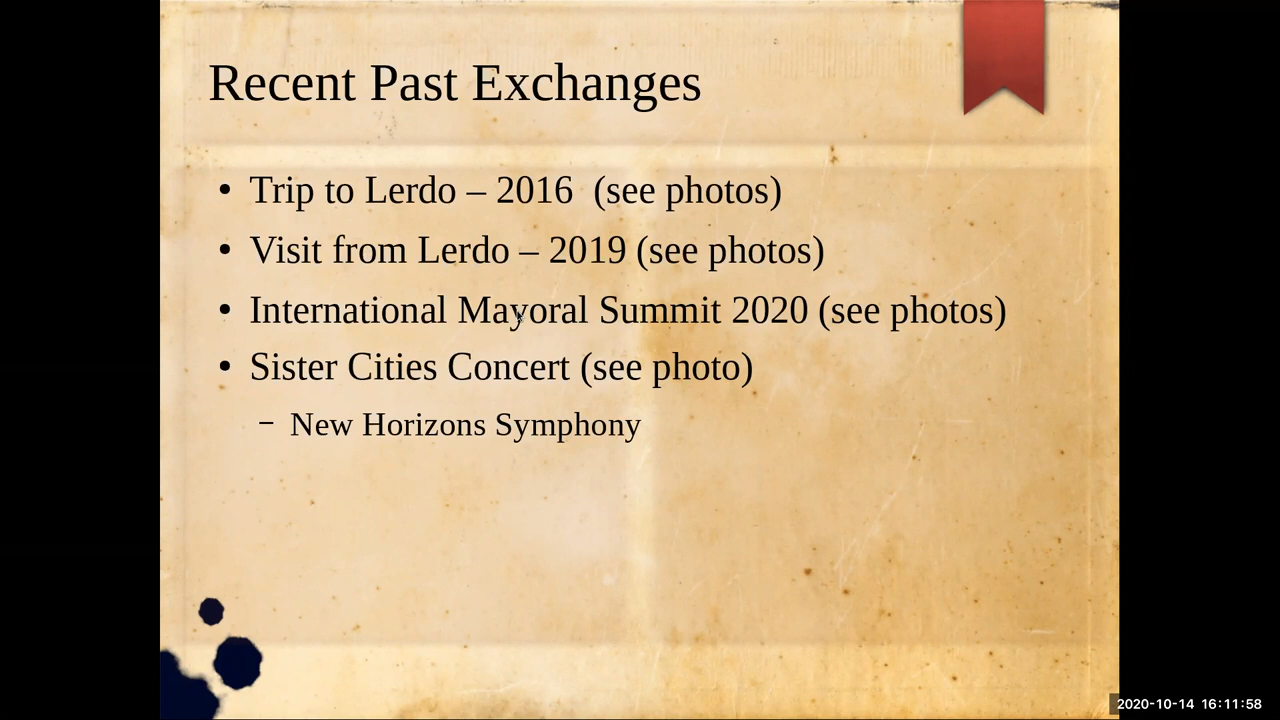 Recent Past Exchanges
• Trip to Lerdo – 2016  (see photos)
• Visit from Lerdo – 2019 (see photos)
• International Mayoral Summit 2020 (see photos)
• Sister Cities Concert (see photo)
– New Horizons Symphony
2020-10-14 16:11:58